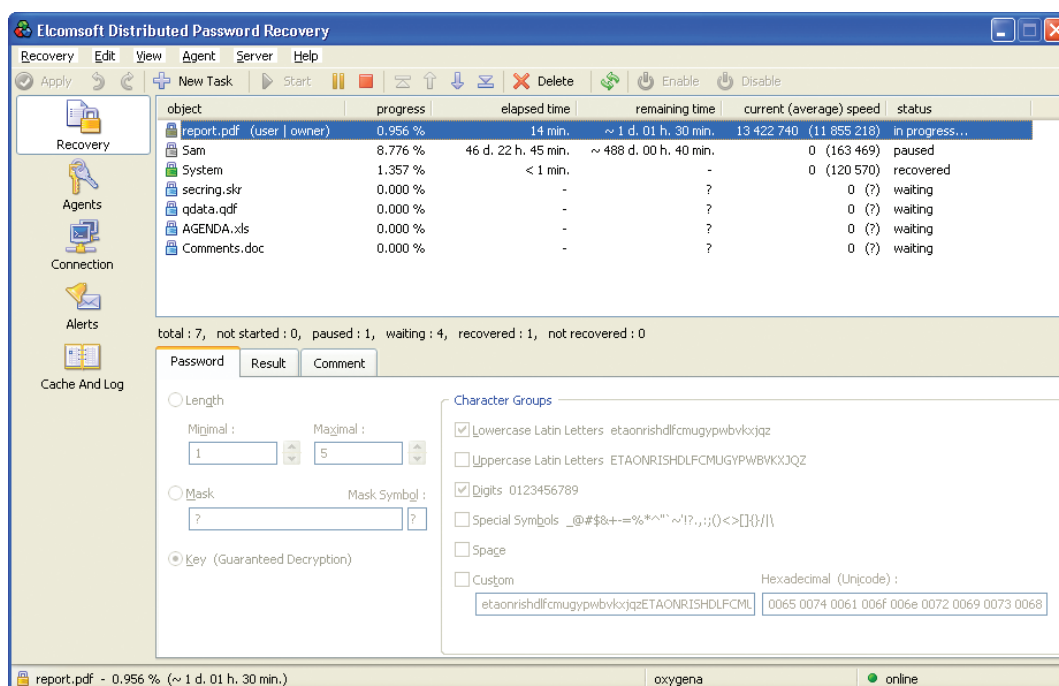 Elcomsoft Distributed Password Recovery
Recovery Edit View Agent Server Help
Apply New Task Start Delete Enable Disable
Recovery
Agents
Connection
Alerts
Cache And Log
object progress elapsed time remaining time current (average) speed status
report.pdf (user | owner) 0.956 % 14 min. ~ 1 d. 01 h. 30 min. 13 422 740 (11 855 218) in progress...
Sam 8.776 % 46 d. 22 h. 45 min. ~ 488 d. 00 h. 40 min. 0 (163 469) paused
System 1.357 % < 1 min. - 0 (120 570) recovered
secring.skr 0.000 % - ? 0 (?) waiting
qdata.qdf 0.000 % - ? 0 (?) waiting
AGENDA.xls 0.000 % - ? 0 (?) waiting
Comments.doc 0.000 % - ? 0 (?) waiting
total : 7, not started : 0, paused : 1, waiting : 4, recovered : 1, not recovered : 0
Password Result Comment
Length
Minimal : Maximal :
1 5
Mask Mask Symbol :
? ?
Key (Guaranteed Decryption)
Character Groups
Lowercase Latin Letters etaonrishdlfcmugypwbvkxjqz
Uppercase Latin Letters ETAONRISHDLFCMUGYPWBVKXJQZ
Digits 0123456789
Special Symbols _@#$&+-=%*^"`~'!?.,:;()<>[]{}/|\
Space
Custom Hexadecimal (Unicode) :
etaonrishdlfcmugypwbvkxjqzETAONRISHDLFCML 0065 0074 0061 006f 006e 0072 0069 0073 0068
report.pdf - 0.956 % (~ 1 d. 01 h. 30 min.) oxygena online